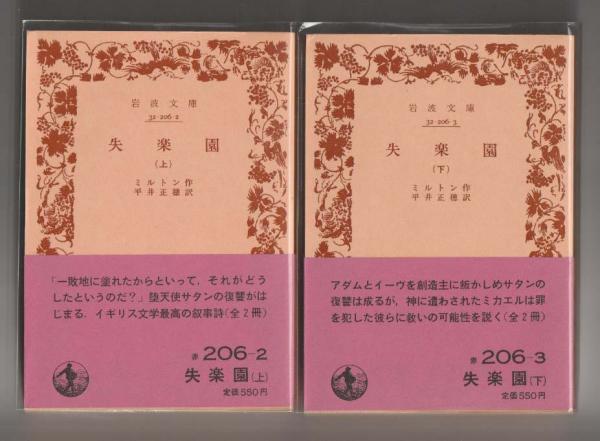 岩波文庫
32-206-2
失楽園
(上)
ミルトン作
平井正穂訳
「一敗地に塗れたからといって，それがどう
したというのだ？」堕天使サタンの復讐がは
じまる．イギリス文学最高の叙事詩(全2冊)
赤 206-2
失楽園(上)
定価550円
岩波文庫
32-206-3
失楽園
(下)
ミルトン作
平井正穂訳
アダムとイーヴを創造主に叛かしめサタンの
復讐は成るが，神に遣わされたミカエルは罪
を犯した彼らに救いの可能性を説く(全2冊)
赤 206-3
失楽園(下)
定価550円